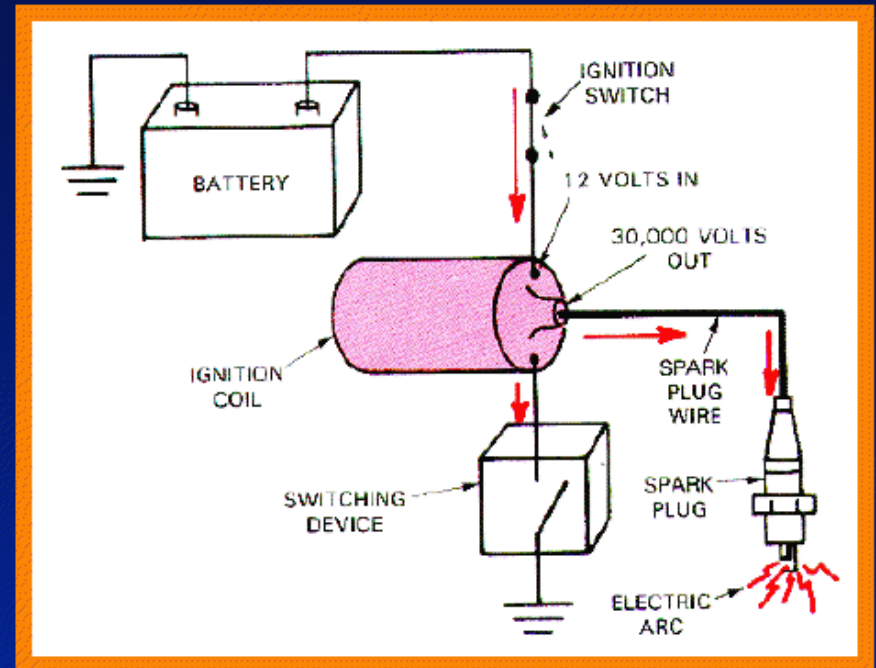 IGNITION
SWITCH
BATTERY
12 VOLTS IN
30,000 VOLTS
OUT
IGNITION
COIL
SPARK
PLUG
WIRE
SWITCHING
DEVICE
SPARK
PLUG
ELECTRIC
ARC